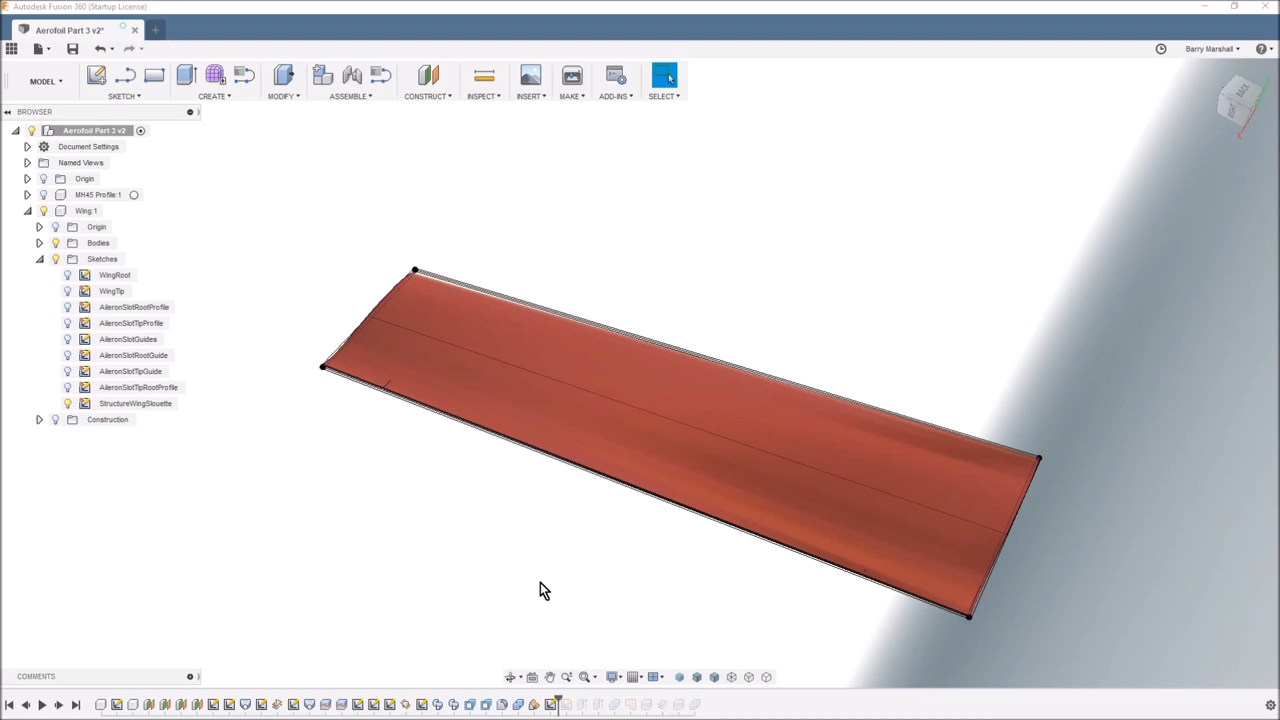 Autodesk Fusion 360 (Startup License)
Aerofoil Part 3 v2*
Barry Marshall
MODEL
SKETCH
CREATE
MODIFY
ASSEMBLE
CONSTRUCT
INSPECT
INSERT
MAKE
ADD-INS
SELECT
BROWSER
Aerofoil Part 3 v2
Document Settings
Named Views
Origin
MH45 Profile:1
Wing:1
Origin
Bodies
Sketches
WingRoot
WingTip
AileronSlotRootProfile
AileronSlotTipProfile
AileronSlotGuides
AileronSlotRootGuide
AileronSlotTipGuide
AileronSlotTipRootProfile
StructureWingSlouette
Construction
BACK
X
COMMENTS